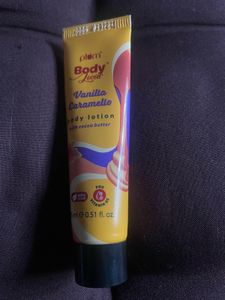 plum
Body
Lovin'
Vanilla
Caramello
body lotion
with cocoa butter
ml e 0.51 fl. oz